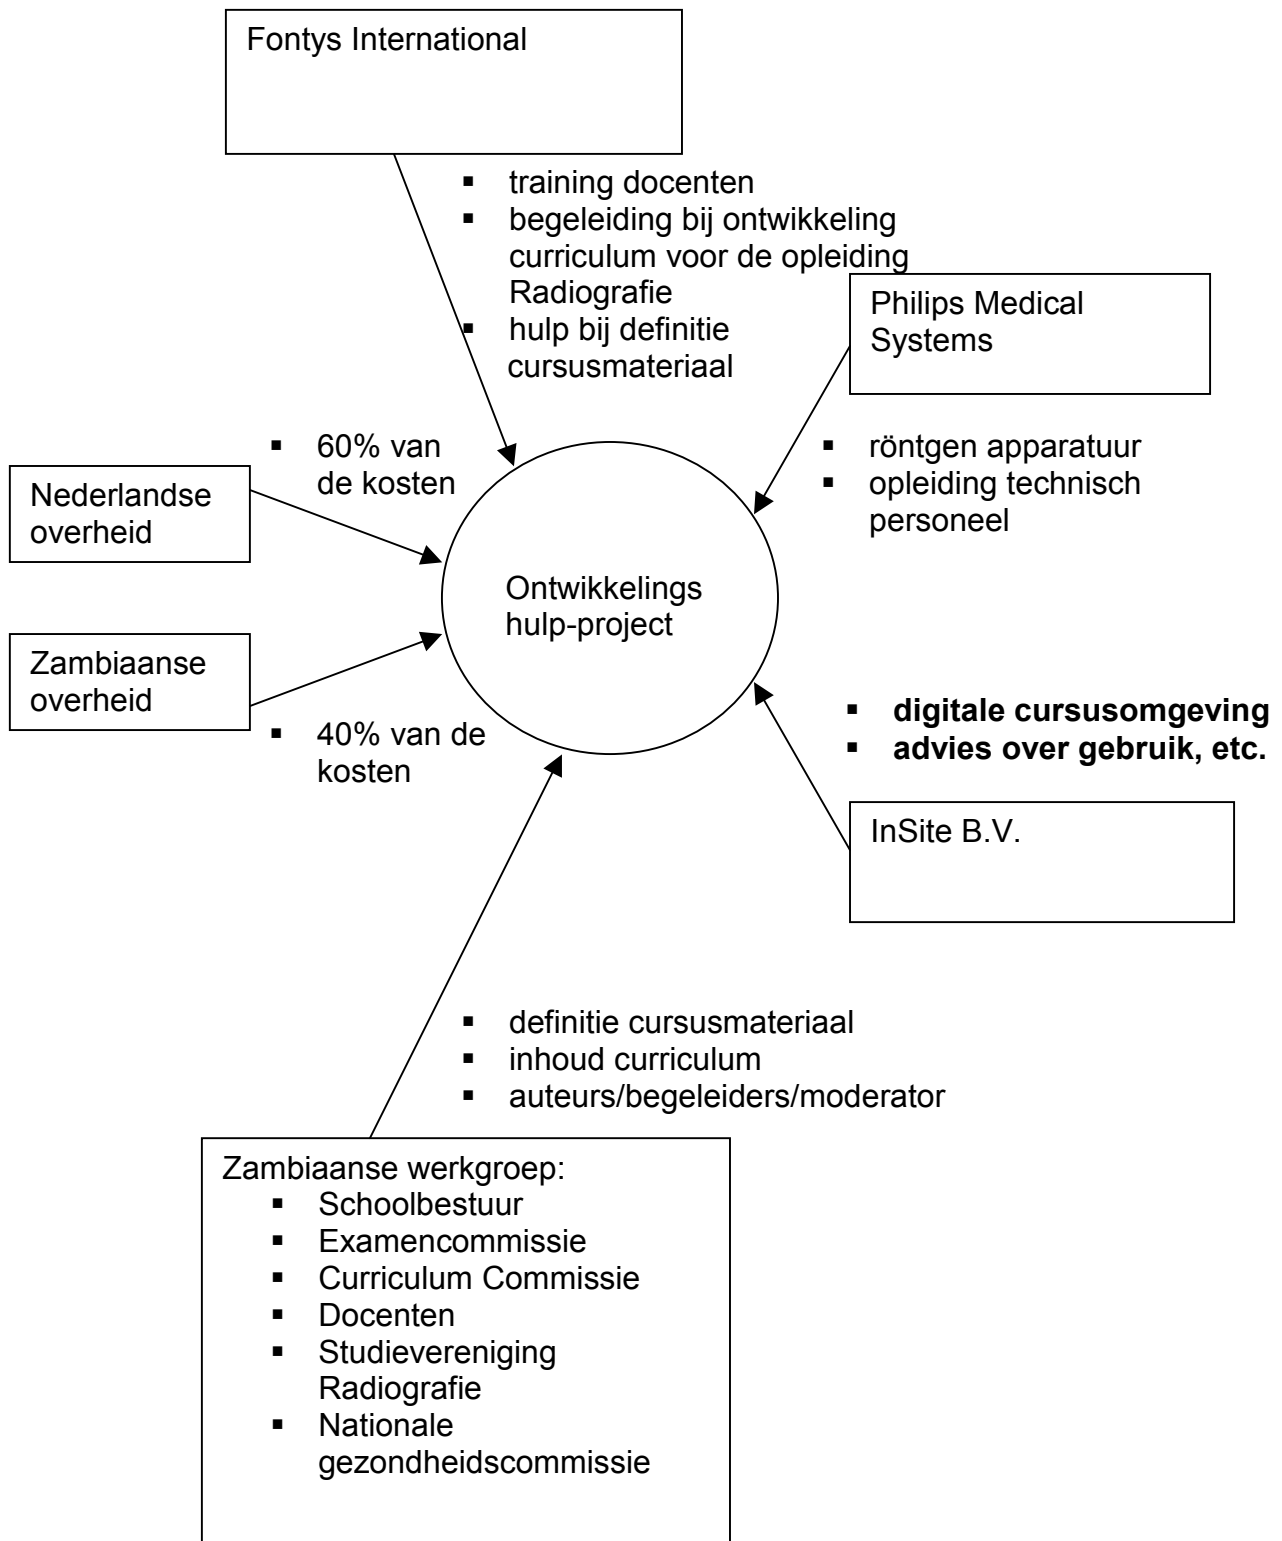 Fontys International
▪ training docenten
▪ begeleiding bij ontwikkeling
curriculum voor de opleiding
Radiografie
▪ hulp bij definitie
cursusmateriaal
Philips Medical
Systems
▪ röntgen apparatuur
▪ opleiding technisch
personeel
▪ 60% van
de kosten
Nederlandse
overheid
Ontwikkelings
hulp-project
Zambiaanse
overheid
▪ 40% van de
kosten
▪ digitale cursusomgeving
▪ advies over gebruik, etc.
InSite B.V.
▪ definitie cursusmateriaal
▪ inhoud curriculum
▪ auteurs/begeleiders/moderator
Zambiaanse werkgroep:
▪ Schoolbestuur
▪ Examencommissie
▪ Curriculum Commissie
▪ Docenten
▪ Studievereniging
Radiografie
▪ Nationale
gezondheidscommissie